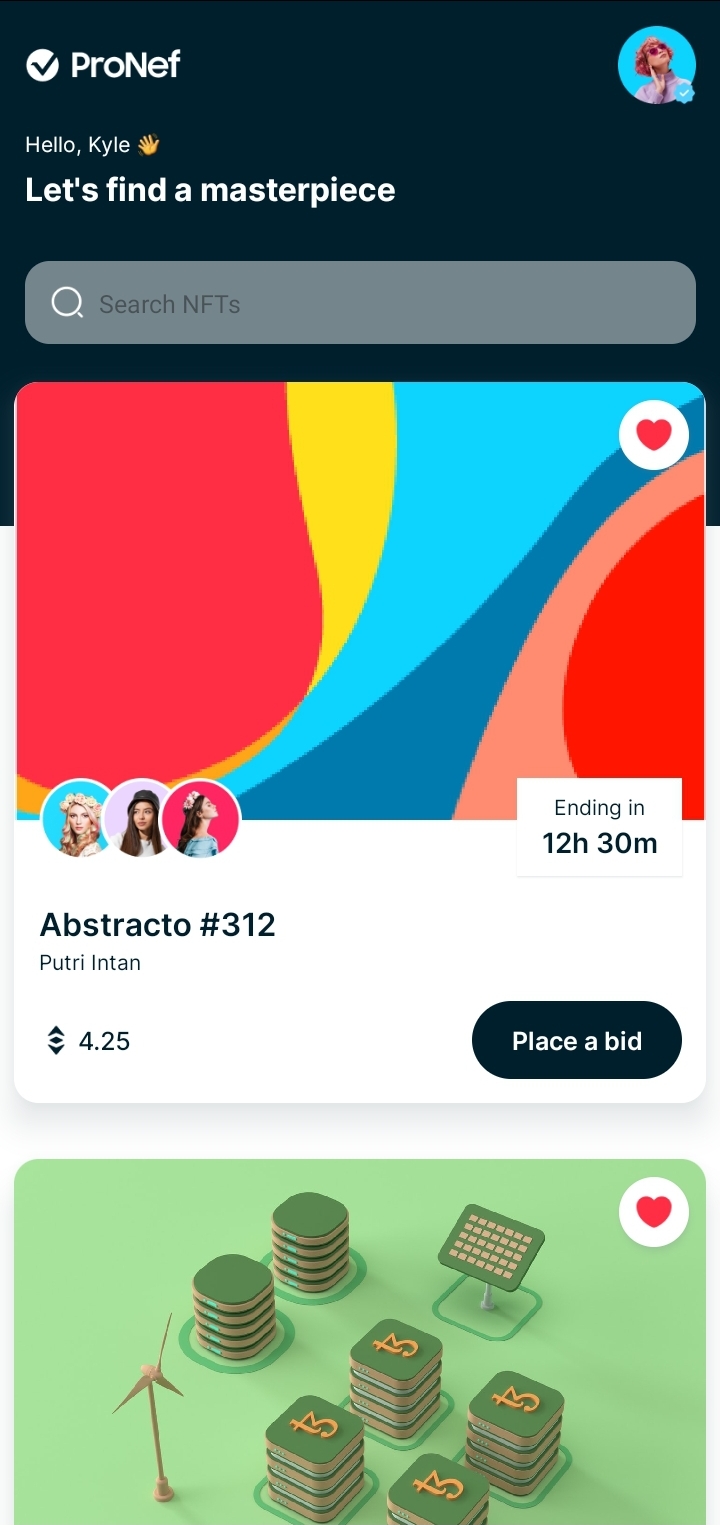 ProNef
Hello, Kyle 👋
Let's find a masterpiece
Search NFTs
Ending in
12h 30m
Abstracto #312
Putri Intan
4.25
Place a bid